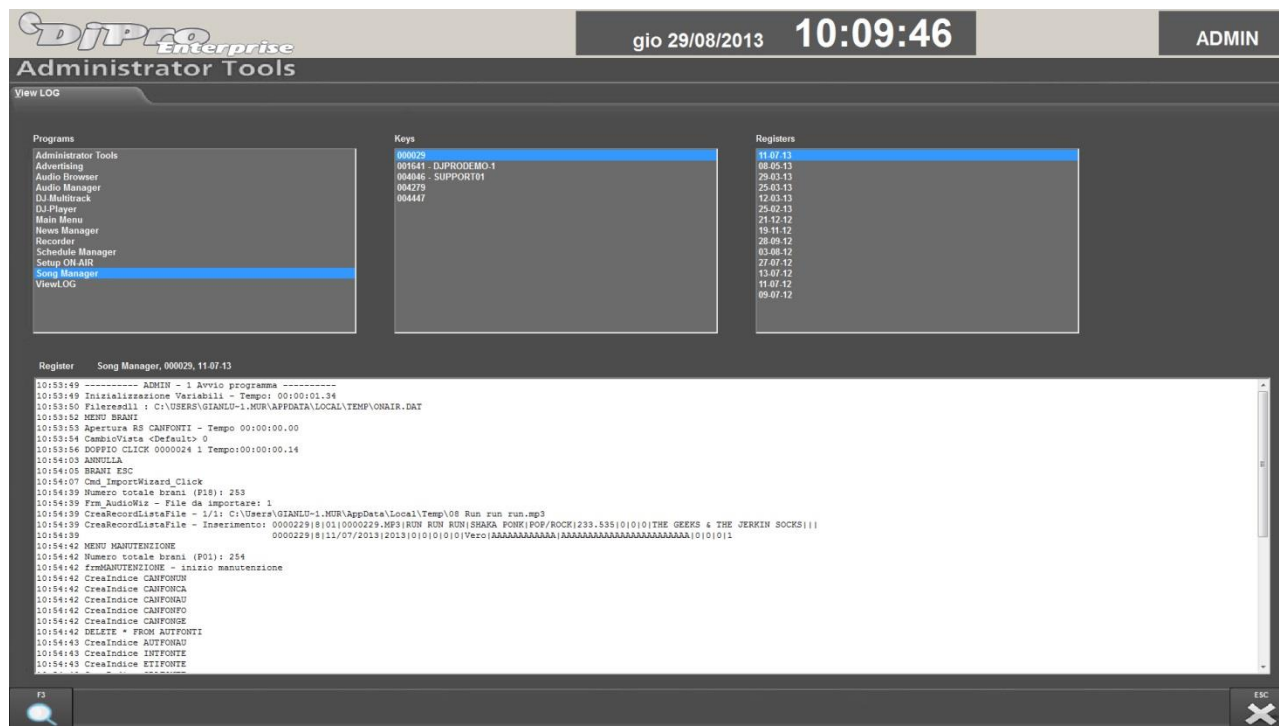 DjPro
Enterprise
gio 29/08/2013 10:09:46 ADMIN
Administrator Tools
View LOG
Programs
Administrator Tools
Advertising
Audio Browser
Audio Manager
DJ-Multitrack
DJ-Player
Main Menu
News Manager
Recorder
Schedule Manager
Setup ON-AIR
Song Manager
ViewLOG
Keys
000029
001641 - DJPRODEMO-1
004046 - SUPPORT01
004279
004447
Registers
11-07-13
08-05-13
29-03-13
25-03-13
12-03-13
25-02-13
21-12-12
19-11-12
28-09-12
03-08-12
27-07-12
13-07-12
11-07-12
09-07-12
Register Song Manager, 000029, 11-07-13
10:53:49 ---------- ADMIN - 1 Avvio programma ----------
10:53:49 Inizializzazione Variabili - Tempo: 00:00:01.34
10:53:50 Fileresdll : C:\USERS\GIANLU~1.MUR\APPDATA\LOCAL\TEMP\ONAIR.DAT
10:53:52 MENU BRANI
10:53:53 Apertura RS CANFONTI - Tempo 00:00:00.00
10:53:54 CambioVista <Default> 0
10:53:56 DOPPIO CLICK 0000024 1 Tempo:00:00:00.14
10:54:03 ANNULLA
10:54:05 BRANI ESC
10:54:07 Cmd_ImportWizard_Click
10:54:39 Numero totale brani (P18): 253
10:54:39 Frm_AudioWiz - File da importare: 1
10:54:39 CreaRecordListaFile - 1/1: C:\Users\GIANLU~1.MUR\AppData\Local\Temp\08 Run run run.mp3
10:54:39 CreaRecordListaFile - Inserimento: 0000229|8|01|0000229.MP3|RUN RUN RUN|SHAKA PONK|POP/ROCK|233.535|0|0|0|THE GEEKS & THE JERKIN SOCKS|||
10:54:39 0000229|8|11/07/2013|2013|0|0|0|0|0|Vero|AAAAAAAAAAAA|AAAAAAAAAAAAAAAAAAAAAAAA|0|0|0|1
10:54:42 MENU MANUTENZIONE
10:54:42 Numero totale brani (P01): 254
10:54:42 frmMANUTENZIONE - inizio manutenzione
10:54:42 CreaIndice CANFONUN
10:54:42 CreaIndice CANFONCA
10:54:42 CreaIndice CANFONAU
10:54:42 CreaIndice CANFONFO
10:54:42 CreaIndice CANFONGE
10:54:42 DELETE * FROM AUTFONTI
10:54:43 CreaIndice AUTFONAU
10:54:43 CreaIndice INTFONTE
10:54:43 CreaIndice ETIFONTE
F3
ESC